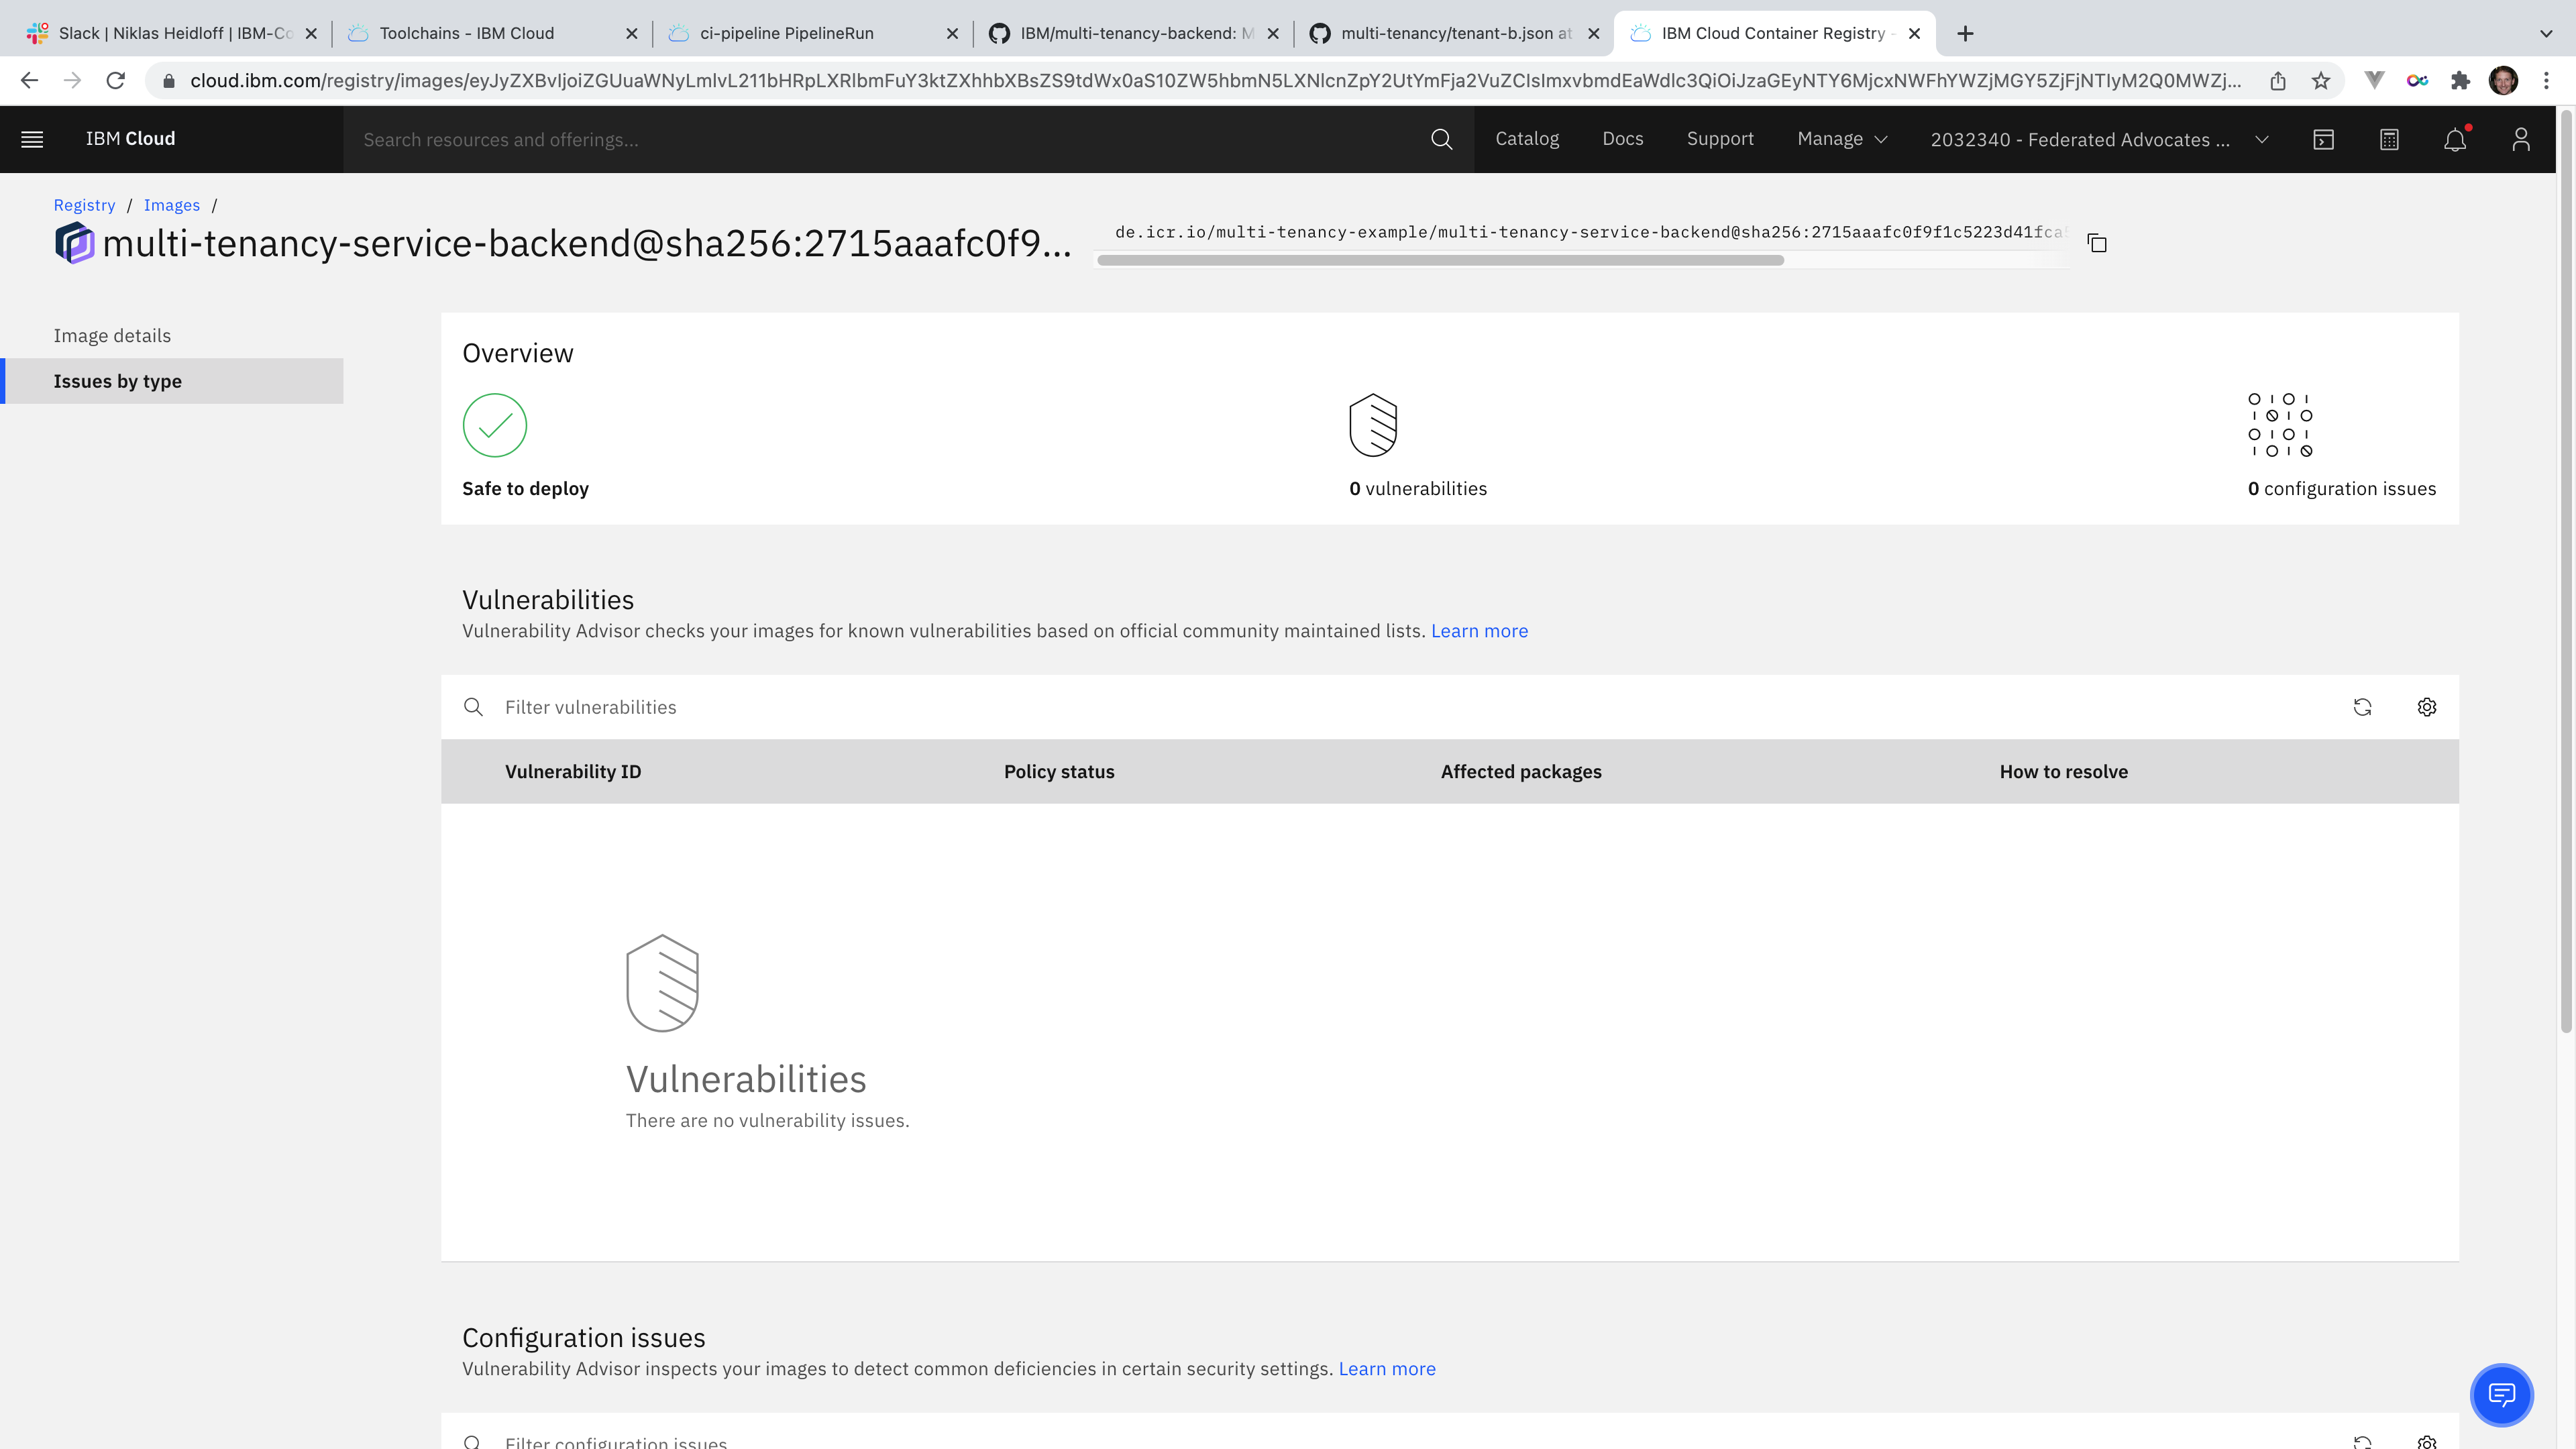 Slack | Niklas Heidloff | IBM-Co
Toolchains - IBM Cloud
ci-pipeline PipelineRun
IBM/multi-tenancy-backend: M
multi-tenancy/tenant-b.json at
IBM Cloud Container Registry -
cloud.ibm.com/registry/images/
IBM Cloud
Search resources and offerings...
Catalog
Docs
Support
Manage
2032340 - Federated Advocates ...
Registry / Images /
multi-tenancy-service-backend@sha256:2715aaafc0f9...
de.icr.io/multi-tenancy-example/multi-tenancy-service-backend@sha256:2715aaafc0f9f1c5223d41fca
Image details
Issues by type
Overview
Safe to deploy
0 vulnerabilities
0 configuration issues
Vulnerabilities
Vulnerability Advisor checks your images for known vulnerabilities based on official community maintained lists. Learn more
Filter vulnerabilities
Vulnerability ID
Policy status
Affected packages
How to resolve
Vulnerabilities
There are no vulnerability issues.
Configuration issues
Vulnerability Advisor inspects your images to detect common deficiencies in certain security settings. Learn more
Filter configuration issues